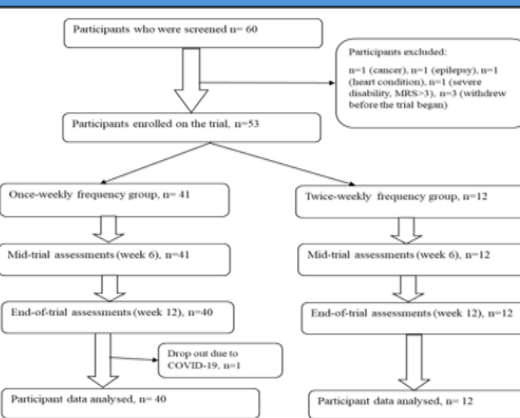 Participants who were screened n= 60
Participants excluded:
n=1 (cancer), n=1 (epilepsy), n=1
(heart condition), n=1 (severe
disability, MRS>3), n=3 (withdrew
before the trial began)
Participants enrolled on the trial, n=53
Once-weekly frequency group, n= 41
Twice-weekly frequency group, n=12
Mid-trial assessments (week 6), n=41
Mid-trial assessments (week 6), n=12
End-of-trial assessments (week 12), n=40
End-of-trial assessments (week 12), n=12
Drop out due to
COVID-19, n=1
Participant data analysed, n= 40
Participant data analysed, n= 12